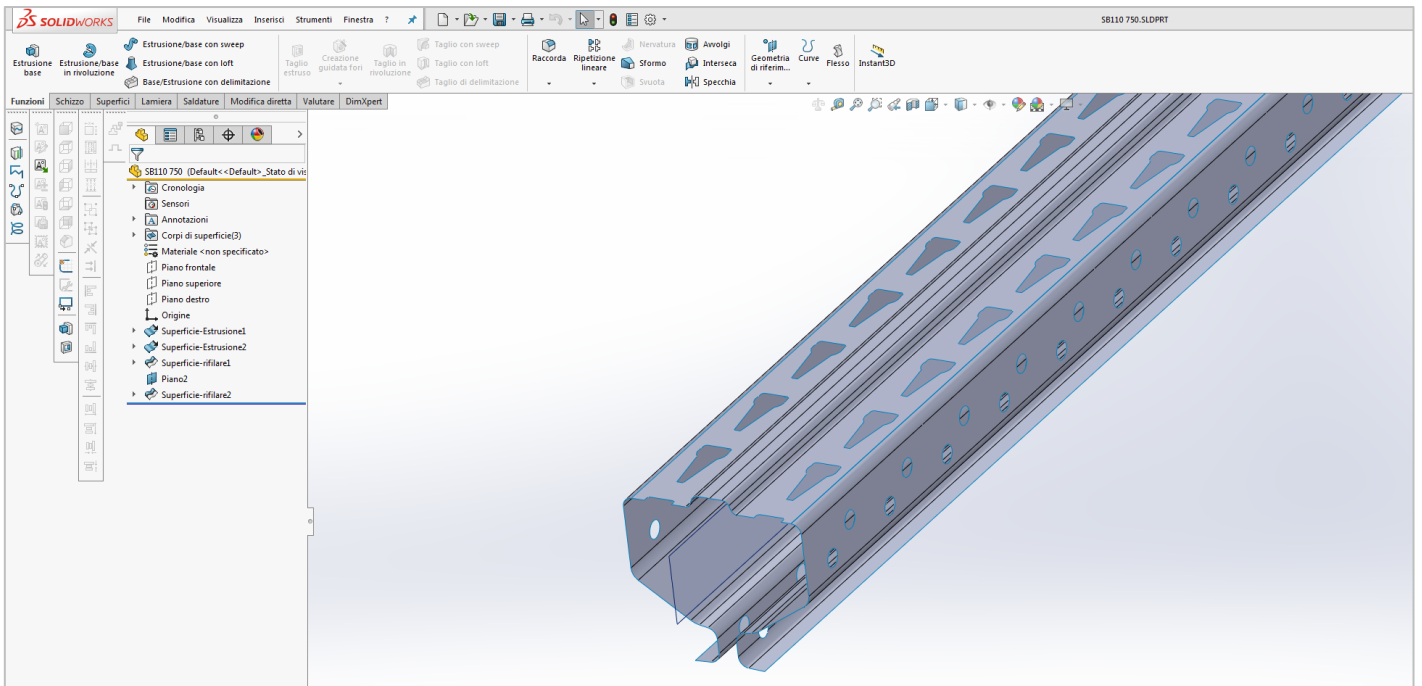 SOLIDWORKS File Modifica Visualizza Inserisci Strumenti Finestra ? SB110 750.SLDPRT
Estrusione base
Estrusione/base in rivoluzione
Estrusione/base con sweep
Estrusione/base con loft
Base/Estrusione con delimitazione
Taglio estruso
Creazione guidata fori
Taglio in rivoluzione
Taglio con sweep
Taglio con loft
Taglio di delimitazione
Raccorda
Ripetizione lineare
Nervatura
Sformo
Svuota
Avvolgi
Interseca
Specchia
Geometria di riferim...
Curve
Flesso
Instant3D
Funzioni Schizzo Superfici Lamiera Saldature Modifica diretta Valutare DimXpert
SB110 750 (Default<<Default>_Stato di vis
Cronologia
Sensori
Annotazioni
Corpi di superficie(3)
Materiale <non specificato>
Piano frontale
Piano superiore
Piano destro
Origine
Superficie-Estrusione1
Superficie-Estrusione2
Superficie-rifilare1
Piano2
Superficie-rifilare2